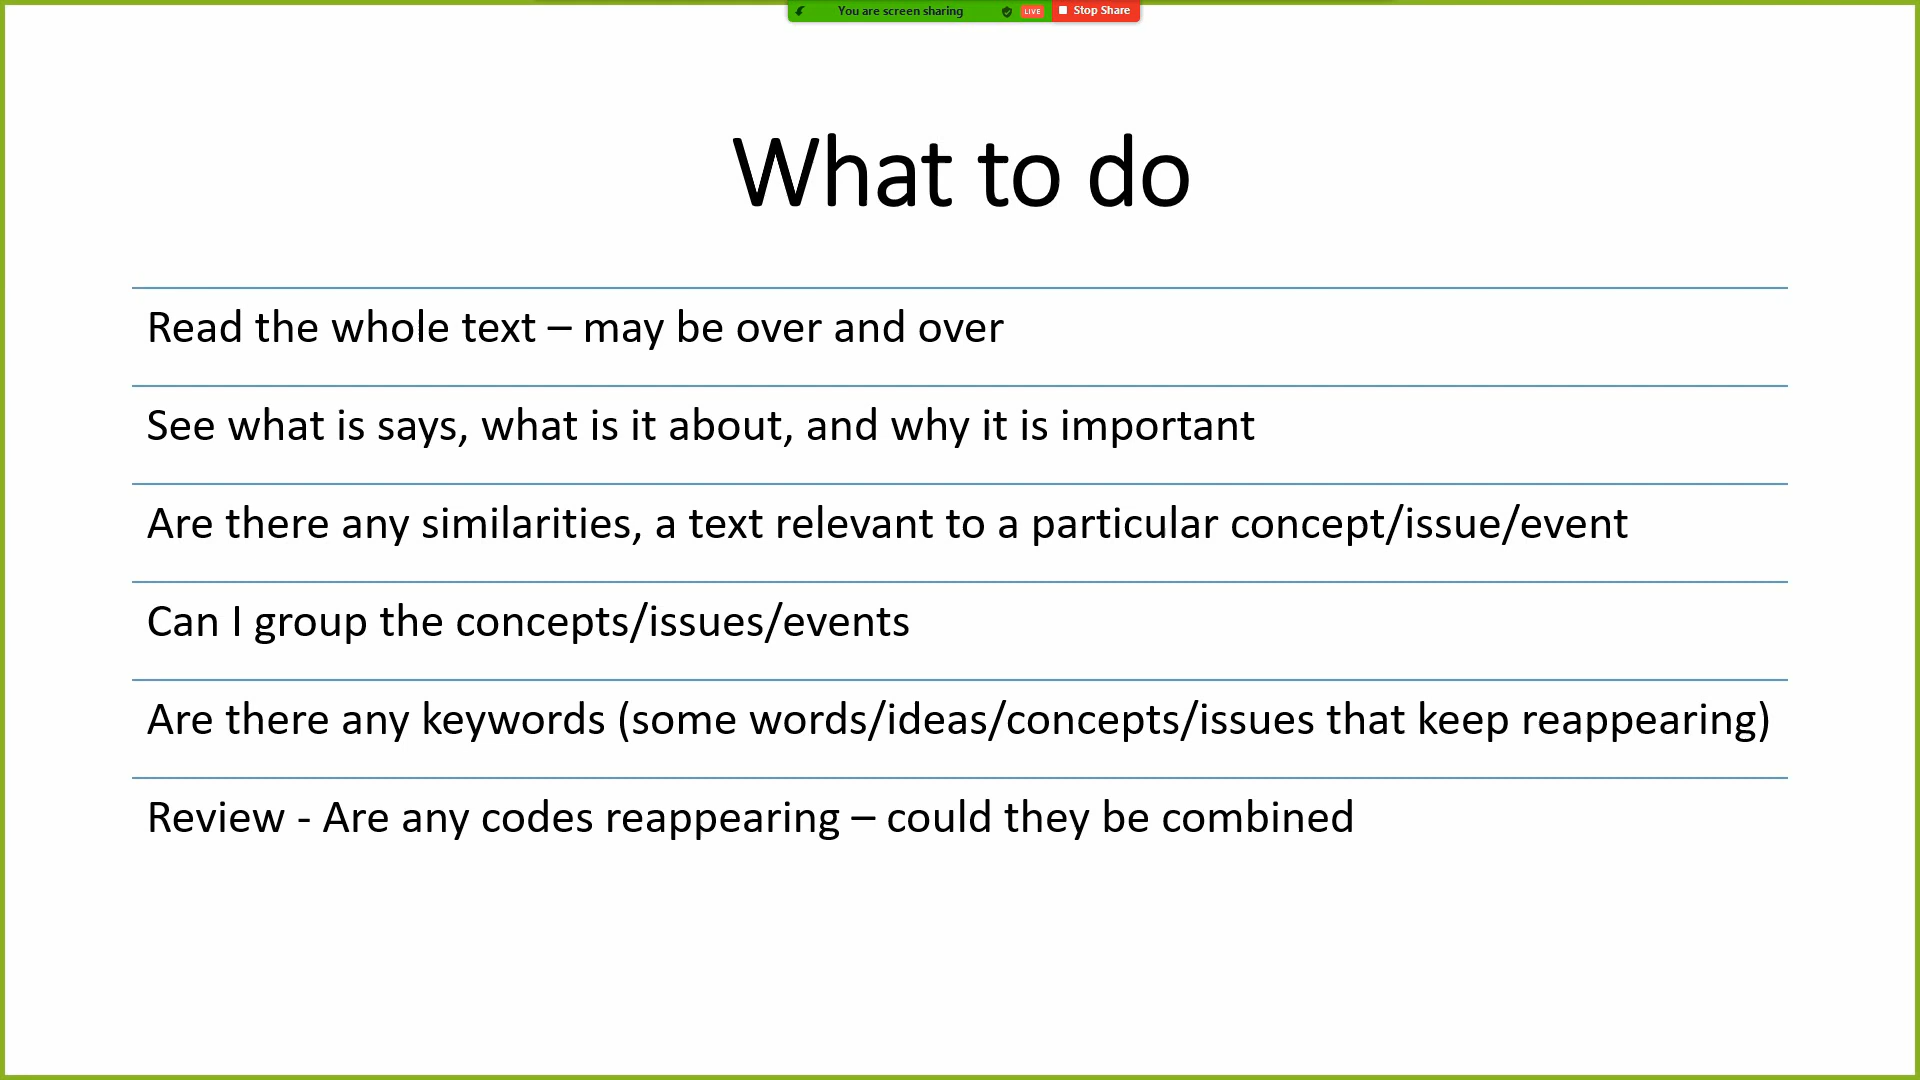 You are screen sharing LIVE Stop Share
What to do
Read the whole text – may be over and over
See what is says, what is it about, and why it is important
Are there any similarities, a text relevant to a particular concept/issue/event
Can I group the concepts/issues/events
Are there any keywords (some words/ideas/concepts/issues that keep reappearing)
Review - Are any codes reappearing – could they be combined